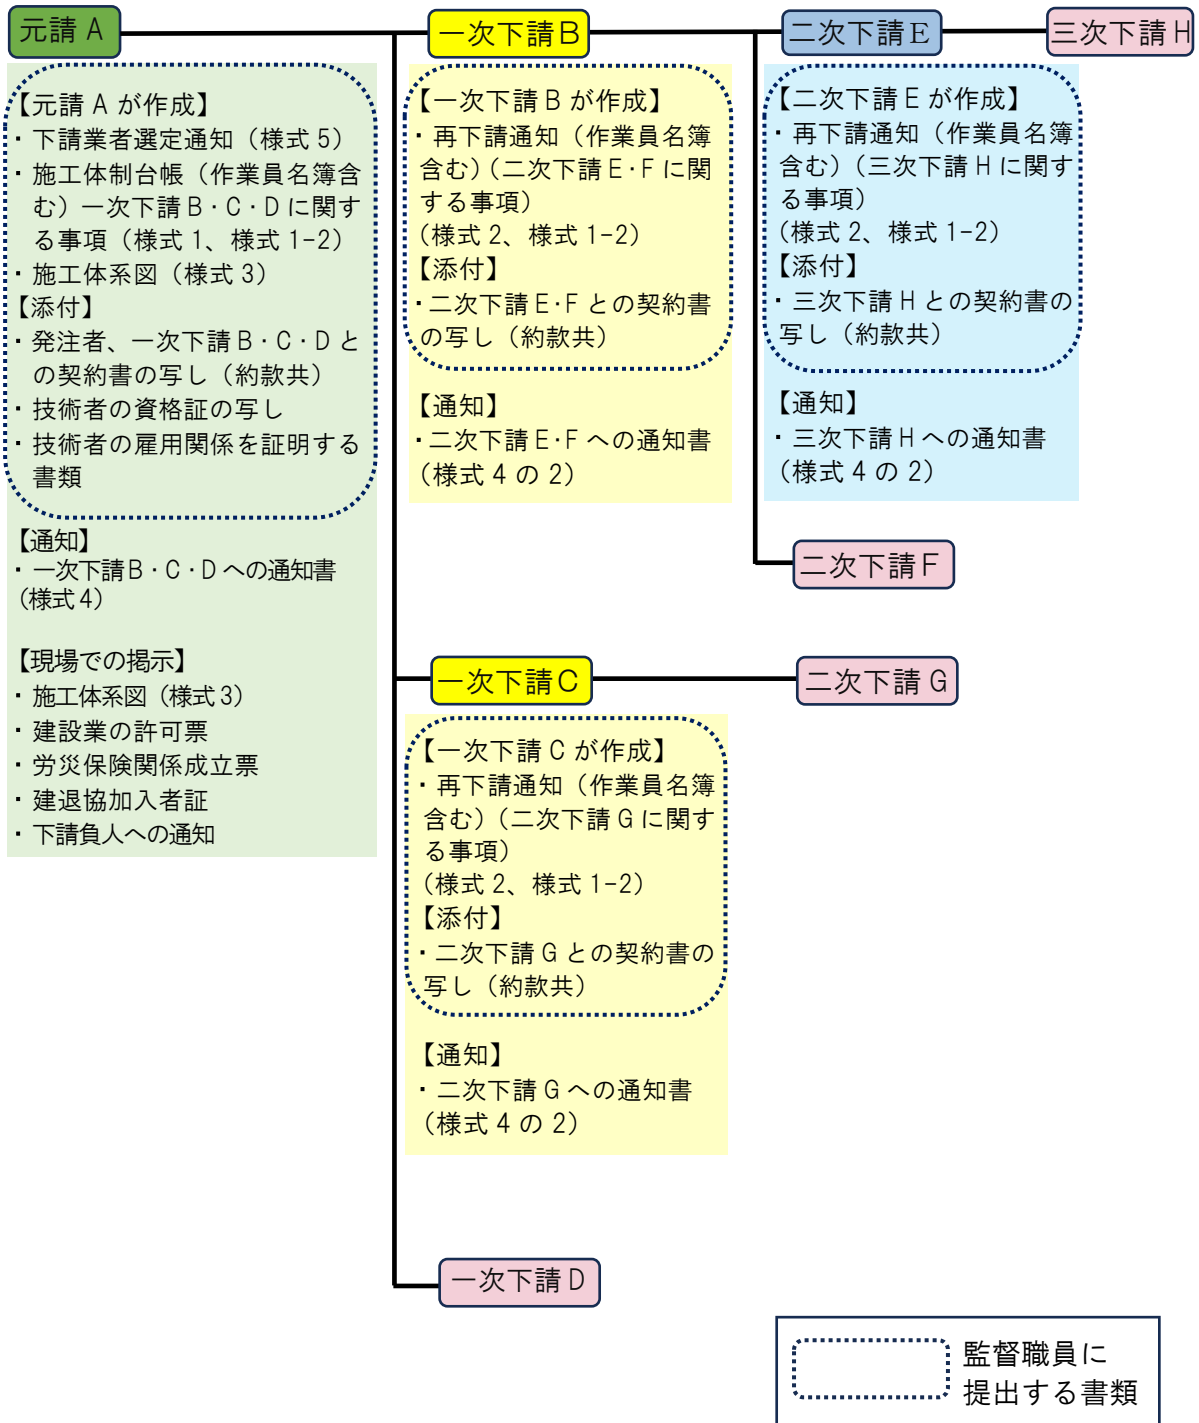 元請 A
一次下請B
二次下請E
三次下請H
【元請 A が作成】
・下請業者選定通知（様式 5）
・施工体制台帳（作業員名簿含
む）一次下請 B・C・D に関す
る事項（様式 1、様式 1-2）
・施工体系図（様式 3）
【添付】
・発注者、一次下請 B・C・D と
の契約書の写し（約款共）
・技術者の資格証の写し
・技術者の雇用関係を証明する
書類
【通知】
・一次下請B・C・D への通知書
（様式 4）
【現場での掲示】
・施工体系図（様式 3）
・建設業の許可票
・労災保険関係成立票
・建退協加入者証
・下請負人への通知
【一次下請 B が作成】
・再下請通知（作業員名簿
含む）（二次下請 E・F に関
する事項）
（様式 2、様式 1-2）
【添付】
・二次下請 E・F との契約書
の写し（約款共）
【通知】
・二次下請 E・F への通知書
（様式 4 の 2）
【二次下請 E が作成】
・再下請通知（作業員名簿
含む）（三次下請 H に関す
る事項）
（様式 2、様式 1-2）
【添付】
・三次下請 H との契約書の
写し（約款共）
【通知】
・三次下請 H への通知書
（様式 4 の 2）
二次下請F
一次下請C
二次下請 G
【一次下請 C が作成】
・再下請通知（作業員名簿
含む）（二次下請 G に関す
る事項）
（様式 2、様式 1-2）
【添付】
・二次下請 G との契約書の
写し（約款共）
【通知】
・二次下請 G への通知書
（様式 4 の 2）
一次下請 D
監督職員に
提出する書類